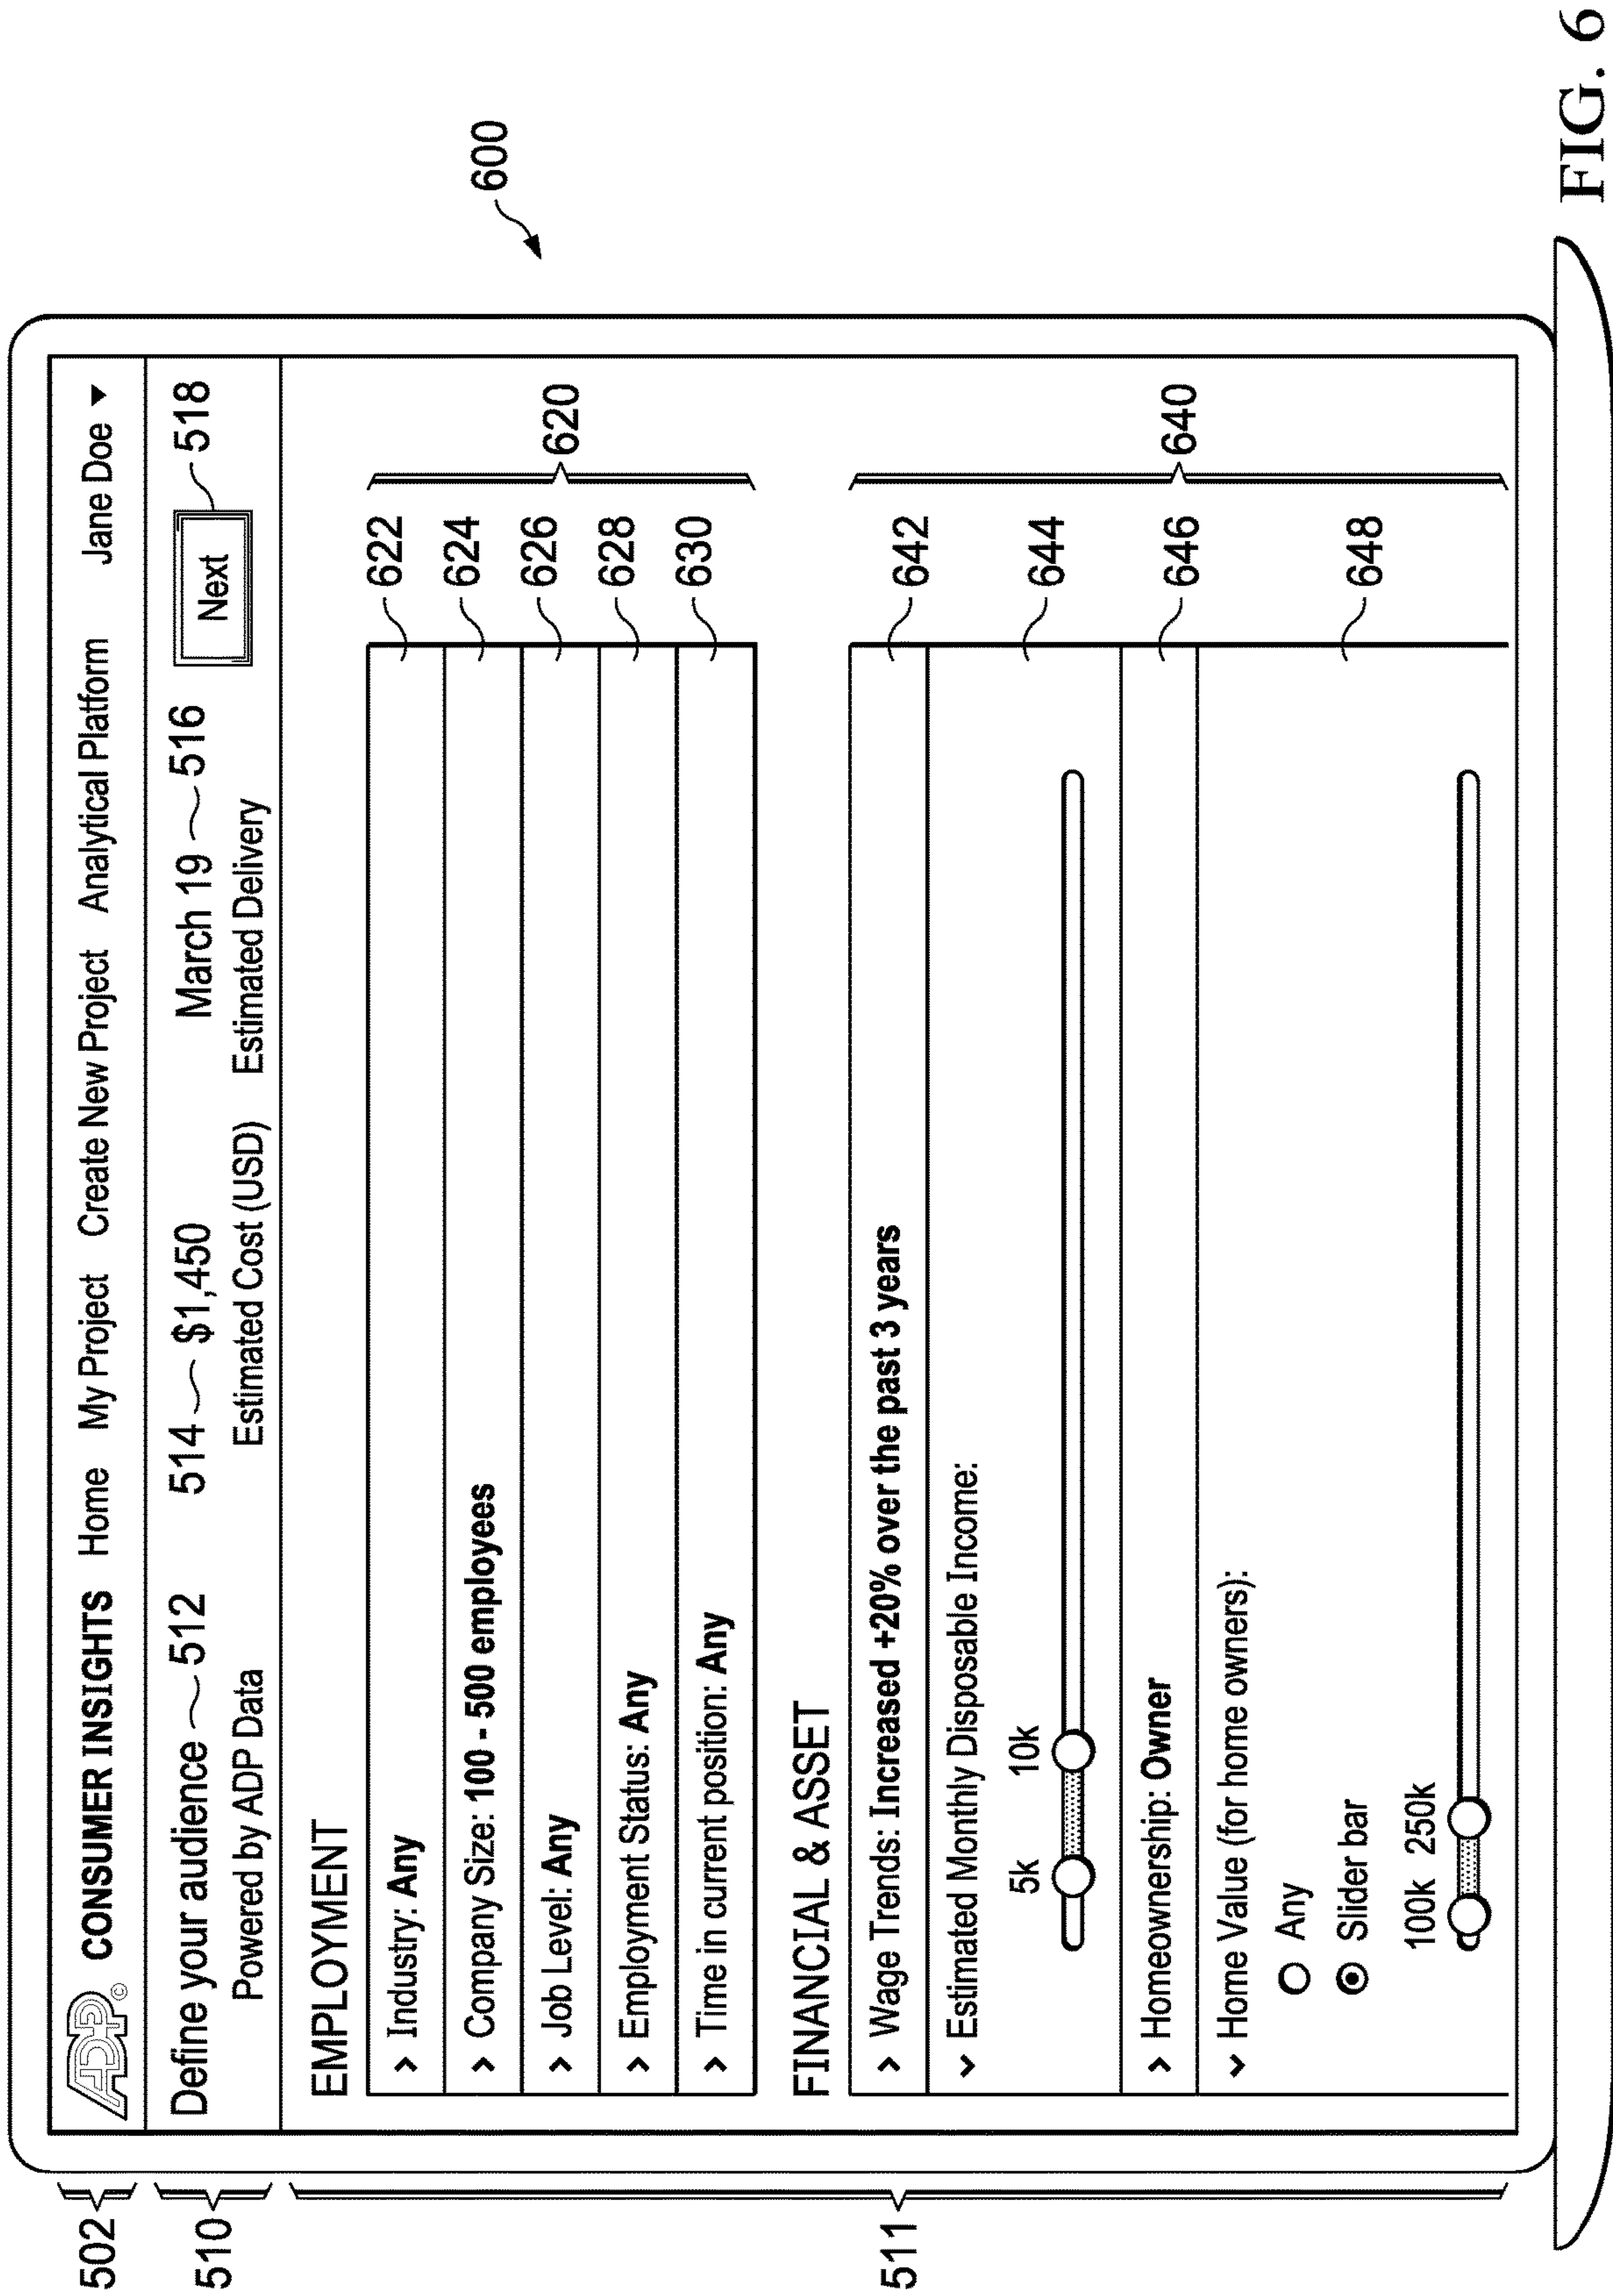 502
ADP© CONSUMER INSIGHTS Home My Project Create New Project Analytical Platform Jane Doe
510
Define your audience 512 514 $1,450 March 19 516 Next 518
Powered by ADP Data Estimated Cost (USD) Estimated Delivery
600
511
EMPLOYMENT
Industry: Any 622
Company Size: 100 - 500 employees 624
Job Level: Any 626 620
Employment Status: Any 628
Time in current position: Any 630
FINANCIAL & ASSET
Wage Trends: Increased +20% over the past 3 years 642
Estimated Monthly Disposable Income:
5k 10k 644
Homeownership: Owner 646 640
Home Value (for home owners):
Any
Slider bar 648
100k 250k
FIG. 6